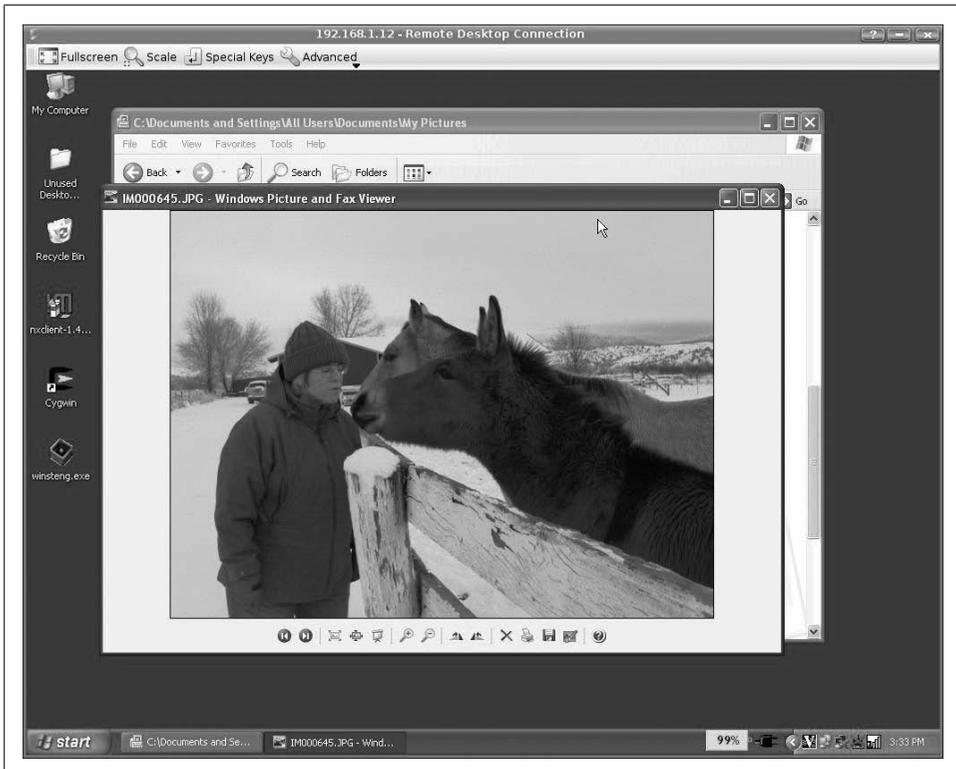 192.168.1.12 - Remote Desktop Connection
Fullscreen Scale Special Keys Advanced
My Computer
C:\Documents and Settings\All Users\Documents\My Pictures
File Edit View Favorites Tools Help
Back Search Folders
Unused
Deskto...
IM000645.JPG - Windows Picture and Fax Viewer
Go
Recycle Bin
nxclient-1.4...
Cygwin
winsteng.exe
start
C:\Documents and Se...
IM000645.JPG - Wind...
99%
V
3:33 PM